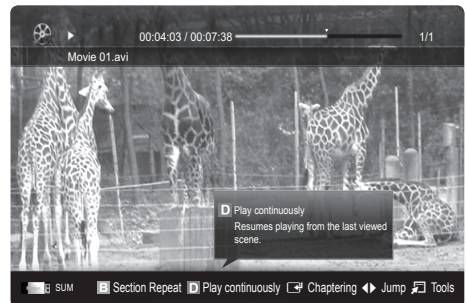 00:04:03 / 00:07:38 1/1
Movie 01.avi
D Play continuously
Resumes playing from the last viewed
scene.
SUM B Section Repeat D Play continuously Chaptering Jump Tools